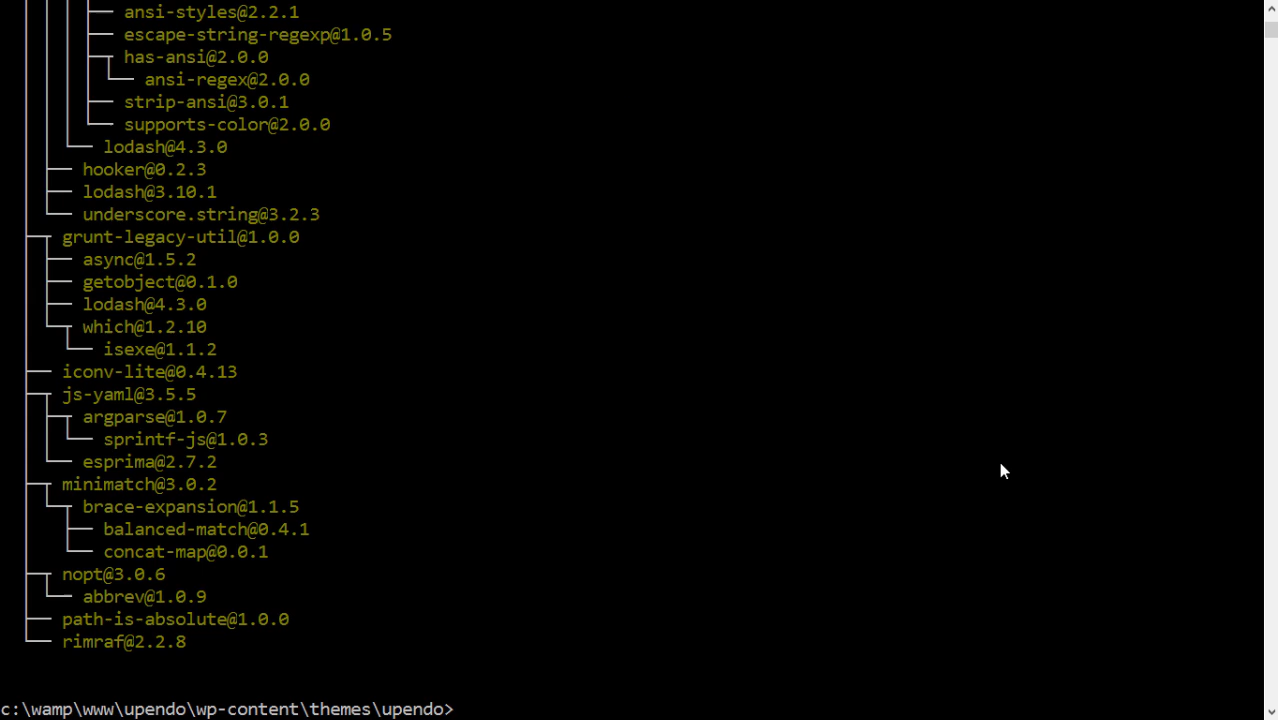 ansi-styles@2.2.1
escape-string-regexp@1.0.5
has-ansi@2.0.0
ansi-regex@2.0.0
strip-ansi@3.0.1
supports-color@2.0.0
lodash@4.3.0
hooker@0.2.3
lodash@3.10.1
underscore.string@3.2.3
grunt-legacy-util@1.0.0
async@1.5.2
getobject@0.1.0
lodash@4.3.0
which@1.2.10
isexe@1.1.2
iconv-lite@0.4.13
js-yaml@3.5.5
argparse@1.0.7
sprintf-js@1.0.3
esprima@2.7.2
minimatch@3.0.2
brace-expansion@1.1.5
balanced-match@0.4.1
concat-map@0.0.1
nopt@3.0.6
abbrev@1.0.9
path-is-absolute@1.0.0
rimraf@2.2.8
c:\wamp\www\upendo\wp-content\themes\upendo>